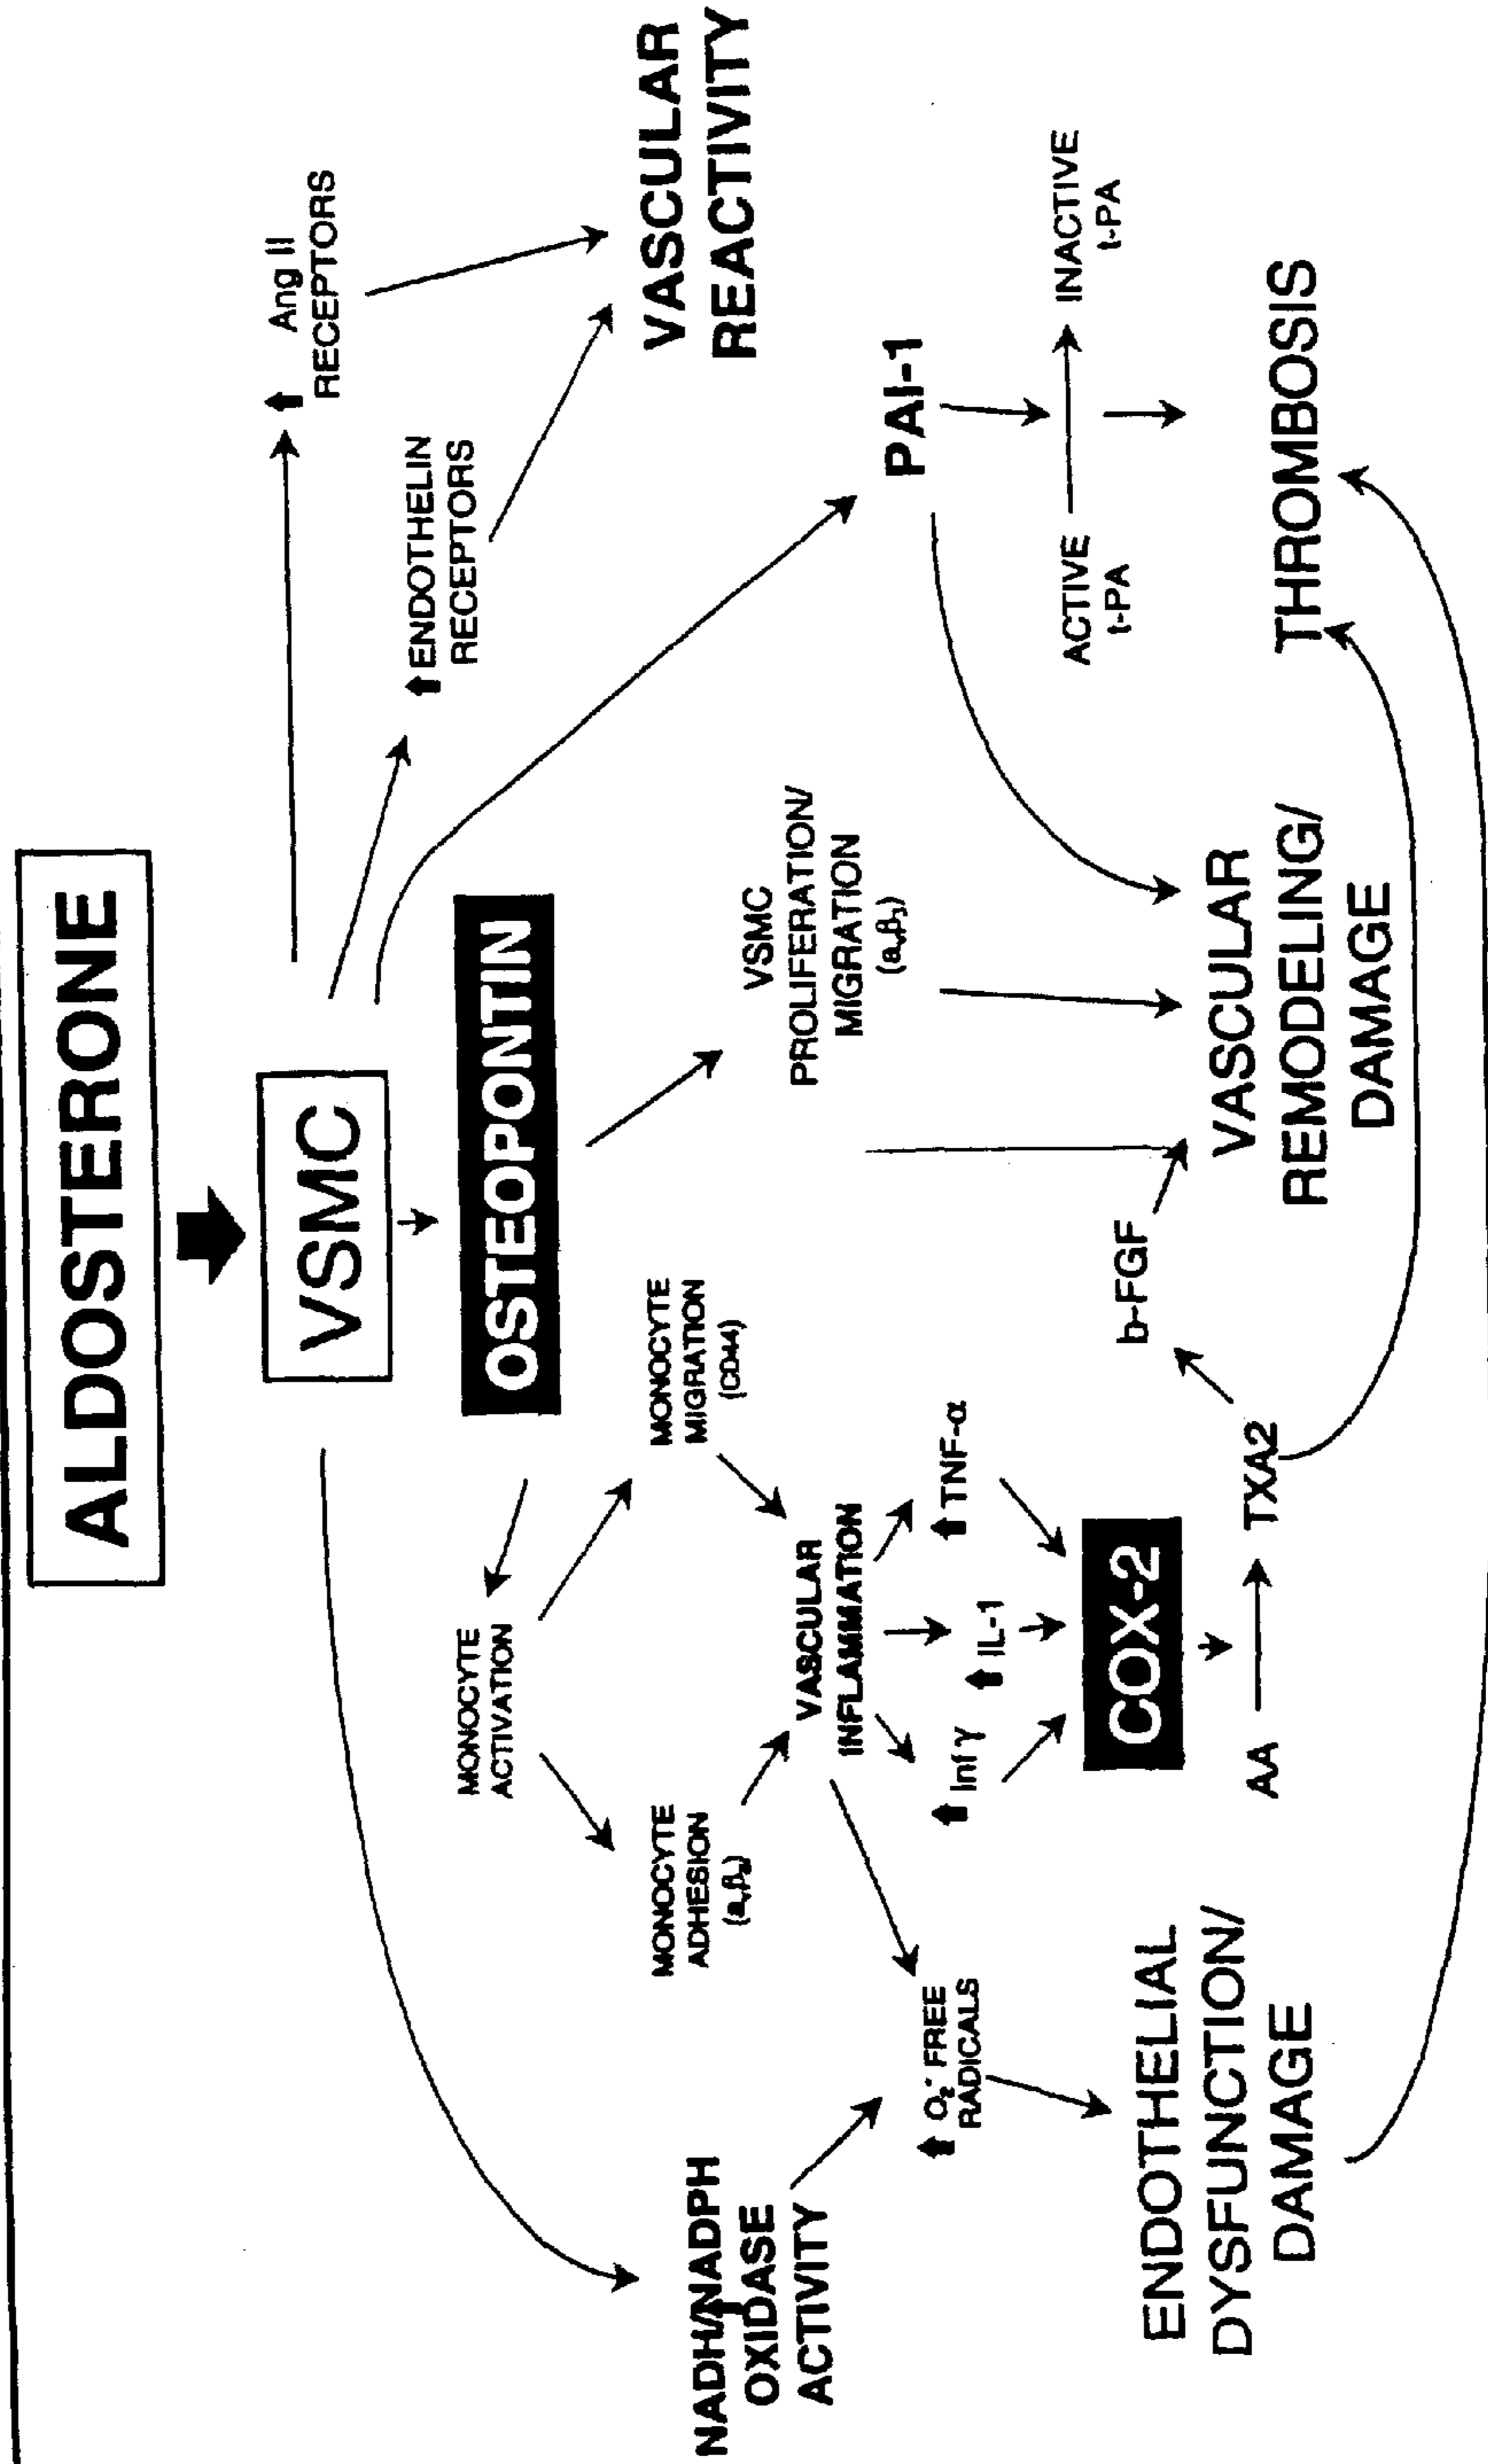 ALDOSTERONE
VSMC
Ang II
RECEPTORS
ENDOTHELIN
RECEPTORS
OSTEOPONTIN
MONOCYTE
ACTIVATION
MONOCYTE
ADHESION
(aᵥβ₃)
MONOCYTE
MIGRATION
(CD44)
VSMC
PROLIFERATION/
MIGRATION
(aᵥβ₃)
VASCULAR
REACTIVITY
NADH/NADPH
OXIDASE
ACTIVITY
VASCULAR
INFLAMMATION
PAI-1
O₂⁻ FREE
RADICALS
Inf γ
IL-1
TNF-α
COX-2
ACTIVE
t-PA
INACTIVE
t-PA
AA
TXA2
b-FGF
ENDOTHELIAL
DYSFUNCTION/
DAMAGE
VASCULAR
REMODELING/
DAMAGE
THROMBOSIS